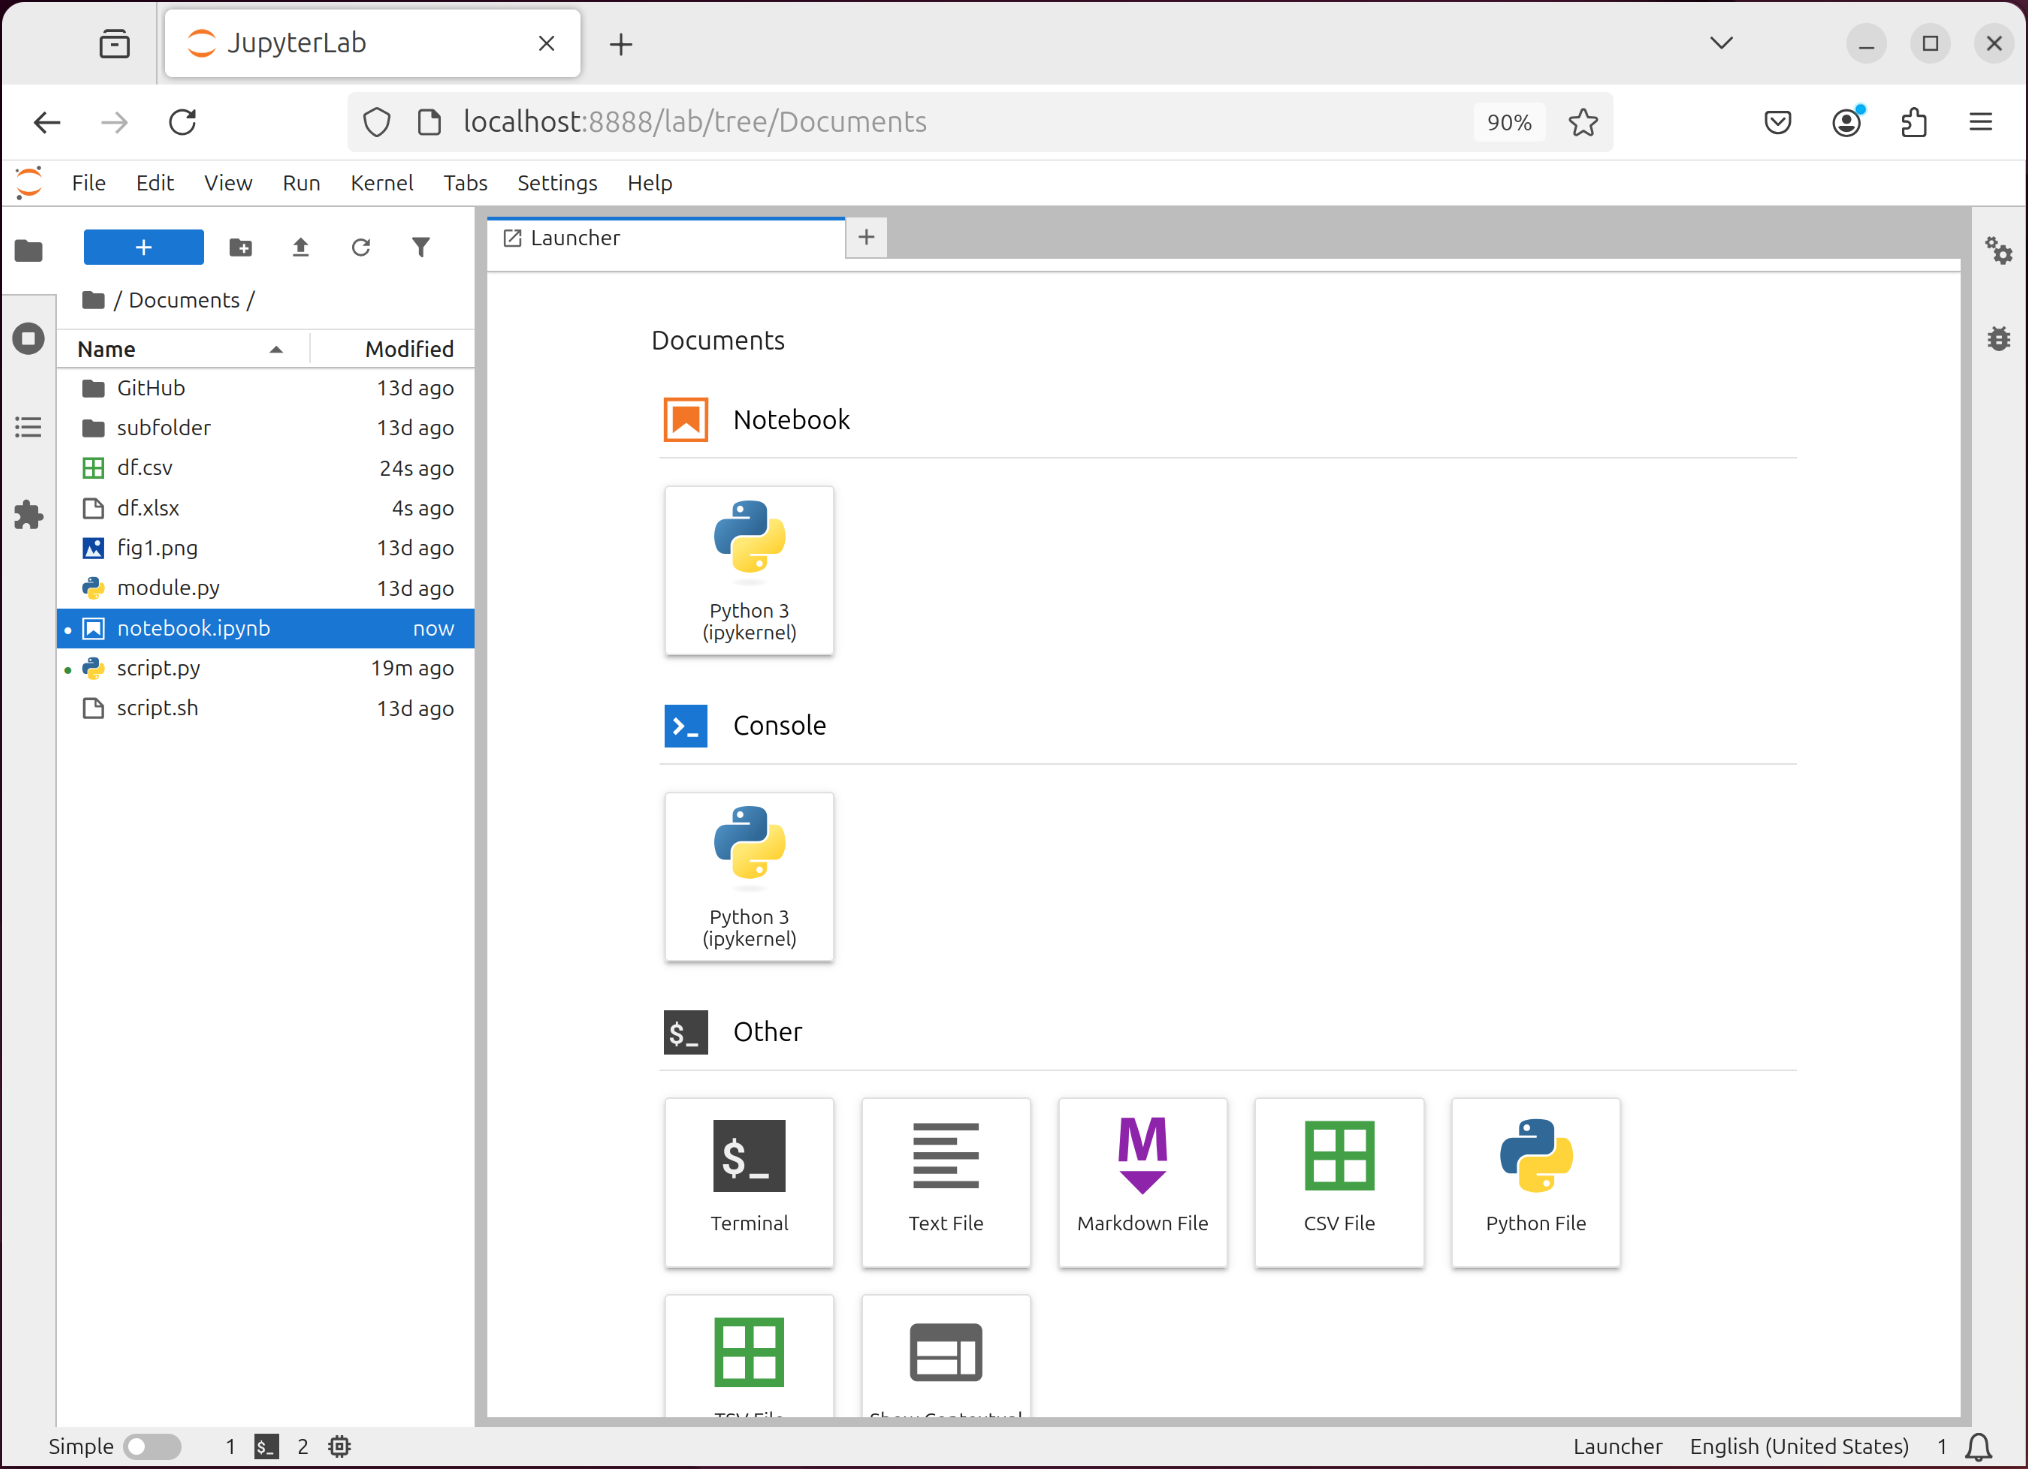 JupyterLab
localhost:8888/lab/tree/Documents
90%
File Edit View Run Kernel Tabs Settings Help
+
/ Documents /
Name Modified
GitHub 13d ago
subfolder 13d ago
df.csv 24s ago
df.xlsx 4s ago
fig1.png 13d ago
module.py 13d ago
notebook.ipynb now
script.py 19m ago
script.sh 13d ago
Launcher
Documents
Notebook
Python 3
(ipykernel)
Console
Python 3
(ipykernel)
$_ Other
$_
Terminal
Text File
M
Markdown File
CSV File
Python File
TSV File
Show Contextual
Simple 1 $_ 2
Launcher English (United States) 1